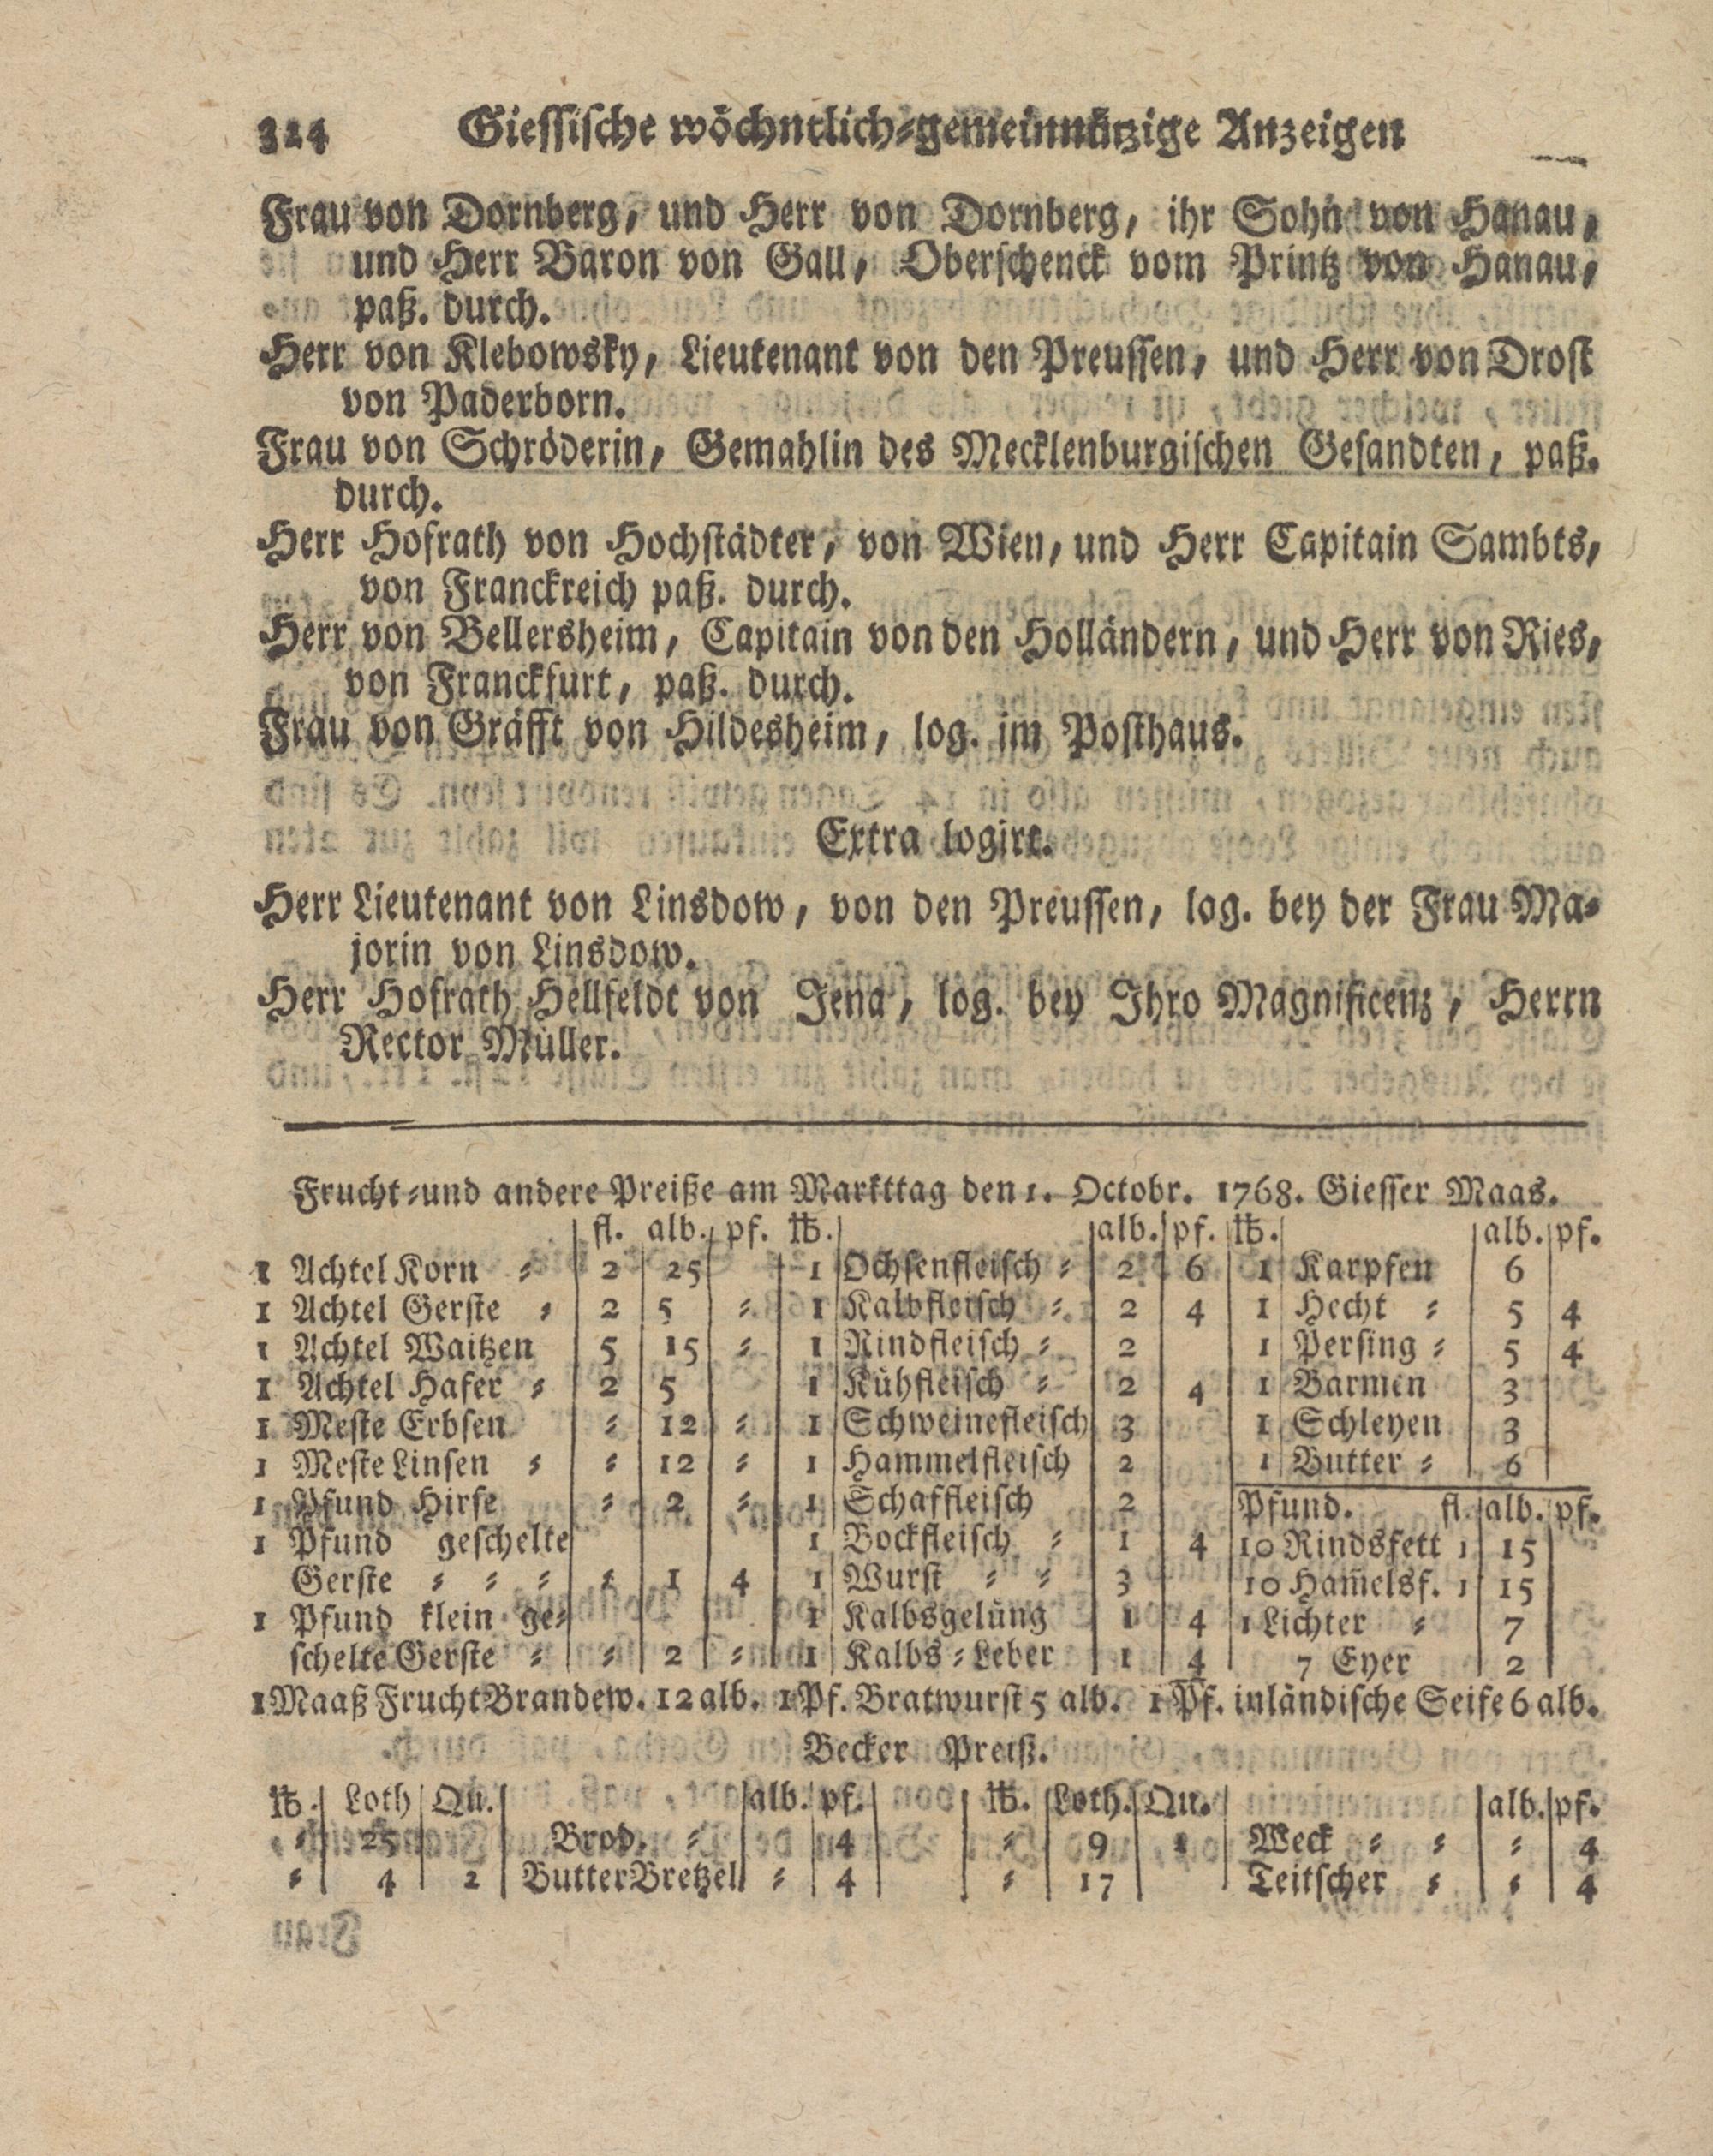 324 Giessische wöchntlich-gemeinnützige Anzeigen
Frau von Dornberg, und Herr von Dornberg, ihr Sohn von Hanau,
und Herr Baron von Gall, Oberschenck vom Printz von Hanau,
paß. durch.
Herr von Klebowsky, Lieutenant von den Preussen, und Herr von Drost
von Paderborn.
Frau von Schröderin, Gemahlin des Mecklenburgischen Gesandten, paß.
durch.
Herr Hofrath von Hochstädter, von Wien, und Herr Capitain Sambts,
von Franckreich paß. durch.
Herr von Bellersheim, Capitain von den Holländern, und Herr von Ries,
von Franckfurt, paß. durch.
Frau von Gräfft von Hildesheim, log. im Posthaus.
Extra logirt.
Herr Lieutenant von Linsdow, von den Preussen, log. bey der Frau Ma-
jorin von Linsdow.
Herr Hofrath Hellfeldt von Jena, log. bey Ihro Magnificenz, Herrn
Rector Müller.
Frucht-und andere Preiße am Markttag den 1. Octobr. 1768. Giesser Maas.
fl. alb. pf. ℔. alb. pf. ℔. alb. pf.
1 Achtel Korn - 2 25 1 Ochsenfleisch - 2 6 1 Karpfen 6
1 Achtel Gerste - 2 5 - 1 Kalbfleisch - 2 4 1 Hecht - 5 4
1 Achtel Waitzen 5 15 - 1 Rindfleisch - 2 1 Persing - 5 4
1 Achtel Hafer - 2 5 1 Kühfleisch - 2 4 1 Barmen 3
1 Meste Erbsen - 12 - 1 Schweinefleisch 3 1 Schleyen 3
1 Meste Linsen - - 12 - 1 Hammelfleisch 2 1 Butter - 6
1 Pfund Hirse - 2 - 1 Schaffleisch 2 Pfund. fl. alb. pf.
1 Pfund geschelte 1 Bockfleisch - 1 4 10 Rindsfett 1 15
Gerste - - - - 1 4 1 Wurst - - 3 10 Ham̄elsf. 1 15
1 Pfund klein ge- 1 Kalbsgelüng 1 4 1 Lichter - 7
schelte Gerste - - 2 - 1 Kalbs-Leber 1 4 7 Eyer 2
1 Maaß Frucht Brandew. 12 alb. 1 Pf. Bratwurst 5 alb. 1 Pf. inländische Seife 6 alb.
Becker Preiß.
℔. Loth Qu. alb. pf. ℔. Loth. Qu. alb. pf.
- 25 Brod. - 4 - 9 1 Weck - - - 4
- 4 2 Butter Bretzel - 4 - 17 Teitscher - - 4